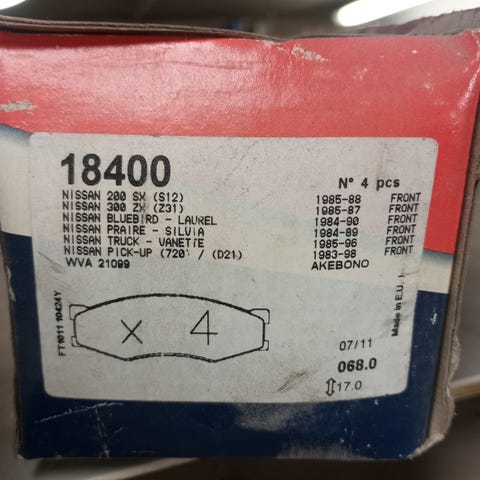 18400
N° 4 pcs
NISSAN 200 SX (S12) 1985-88 FRONT
NISSAN 300 ZX (Z31) 1985-87 FRONT
NISSAN BLUEBIRD - LAUREL 1984-90 FRONT
NISSAN PRAIRE - SILVIA 1984-89 FRONT
NISSAN TRUCK - VANETTE 1985-96 FRONT
NISSAN PICK-UP (720) / (D21) 1983-98 FRONT
WVA 21099 AKEBONO
FT1011 10424Y
x 4
Made in E.U.
07/11
068.0
⇕17.0